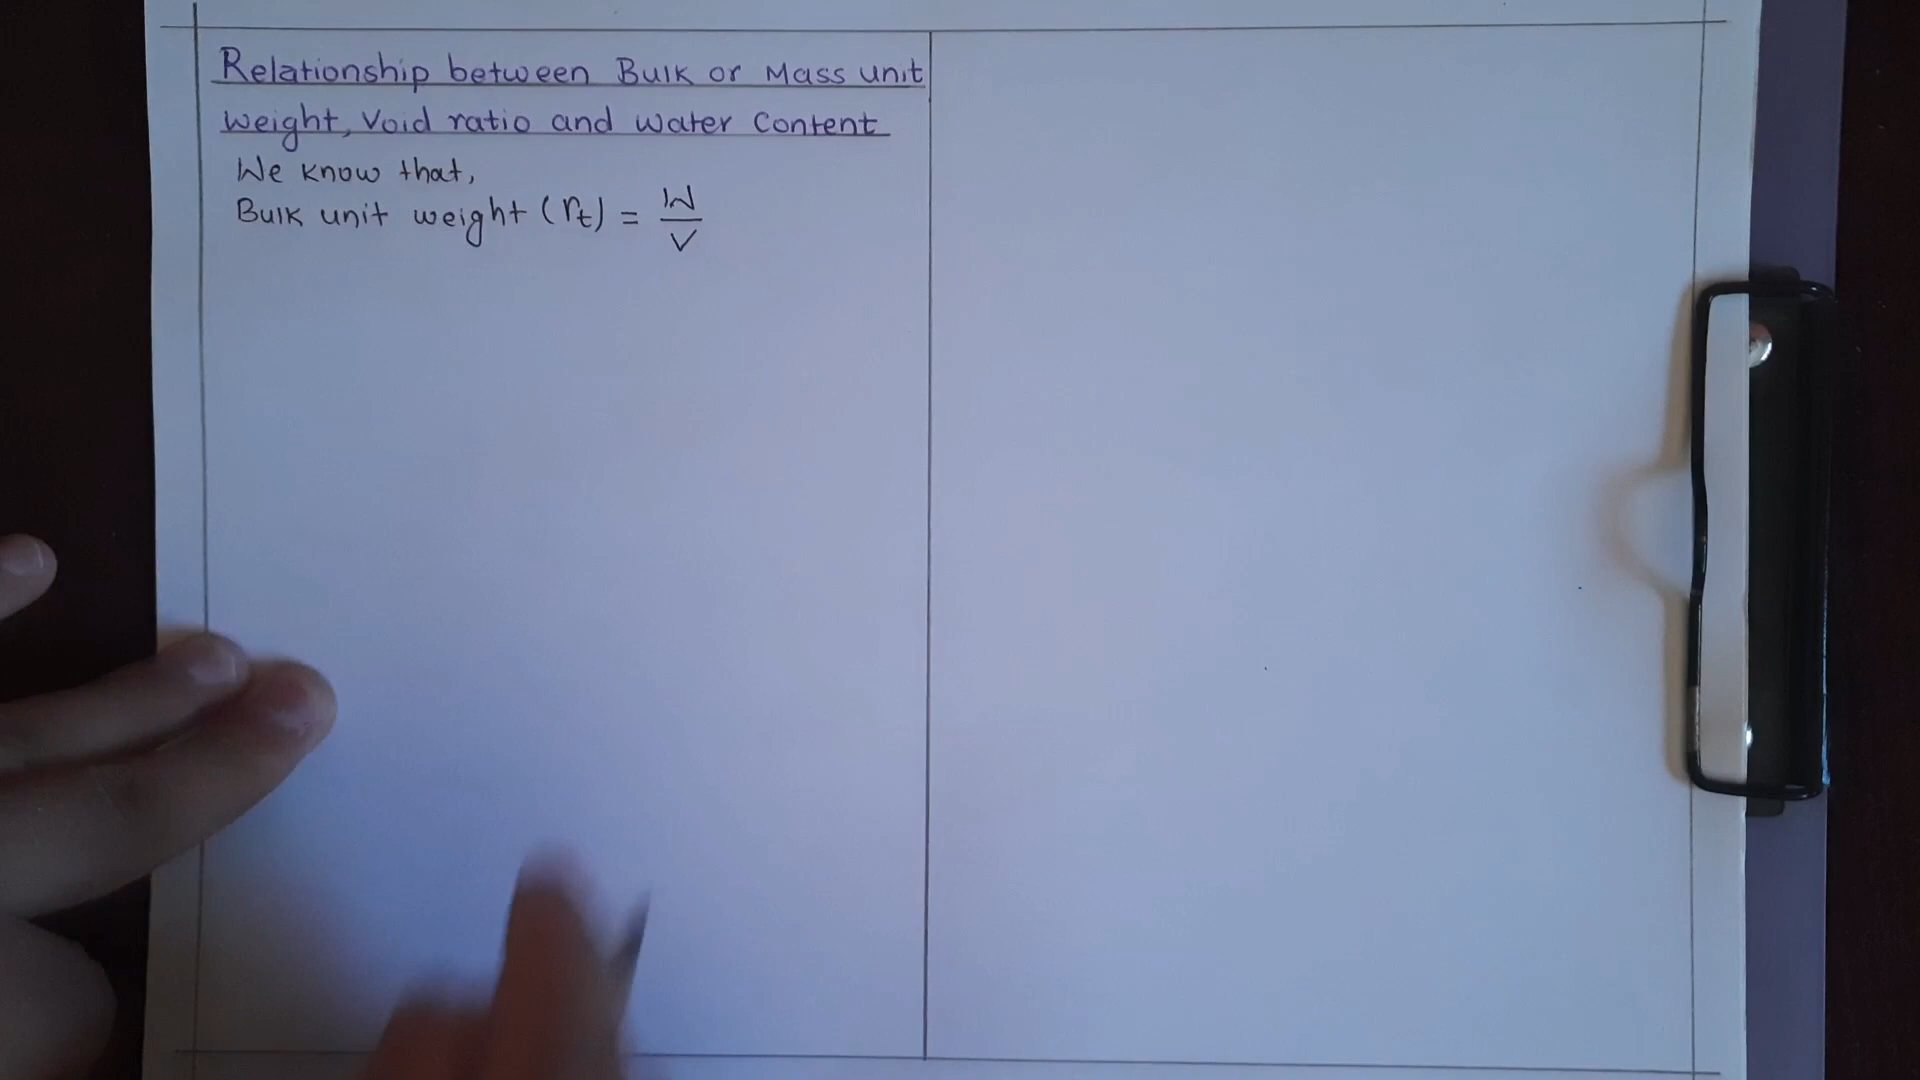 Relationship between Bulk or Mass unit
weight, Void ratio and water Content
We know that,
Bulk unit weight (γt) = W/V